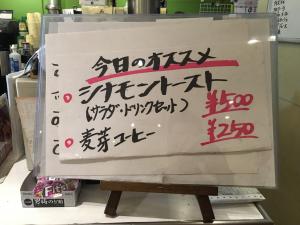 今日のオススメ
シナモントースト
(サラダ・ドリンクセット)
¥500
麦芽コーヒー
¥250